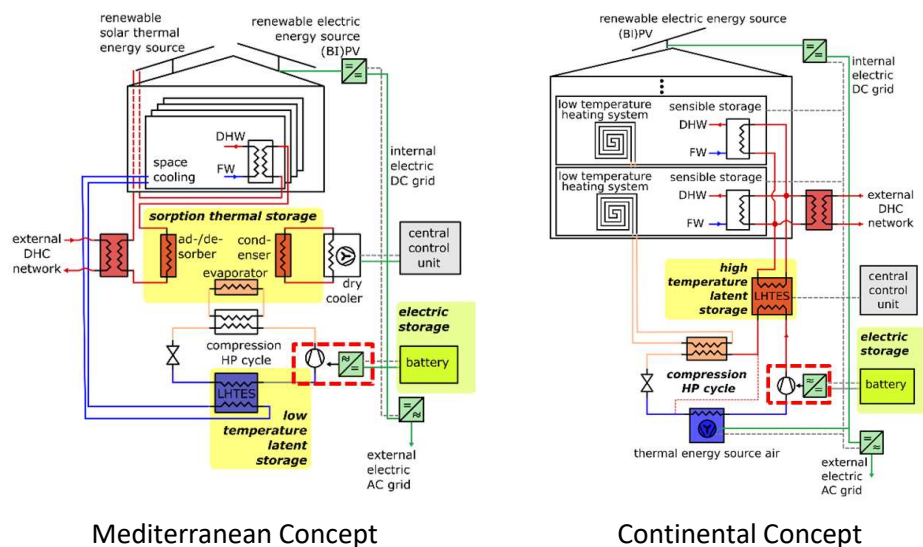 renewable
solar thermal
energy source
renewable electric
energy source
(BI)PV
DHW
FW
space
cooling
internal
electric
DC grid
sorption thermal storage
external
DHC
network
ad-/de-
sorber
cond-
enser
evaporator
dry
cooler
central
control
unit
compression
HP cycle
electric
storage
battery
LHTES
low
temperature
latent
storage
external
electric
AC grid
Mediterranean Concept
renewable electric
energy source
(BI)PV
internal
electric
DC grid
low temperature
heating system
sensible storage
DHW
FW
low temperature
heating system
sensible storage
DHW
FW
external
DHC
network
high
temperature
latent
storage
LHTES
central
control
unit
electric
storage
battery
compression
HP cycle
thermal energy source air
external
electric
AC grid
Continental Concept